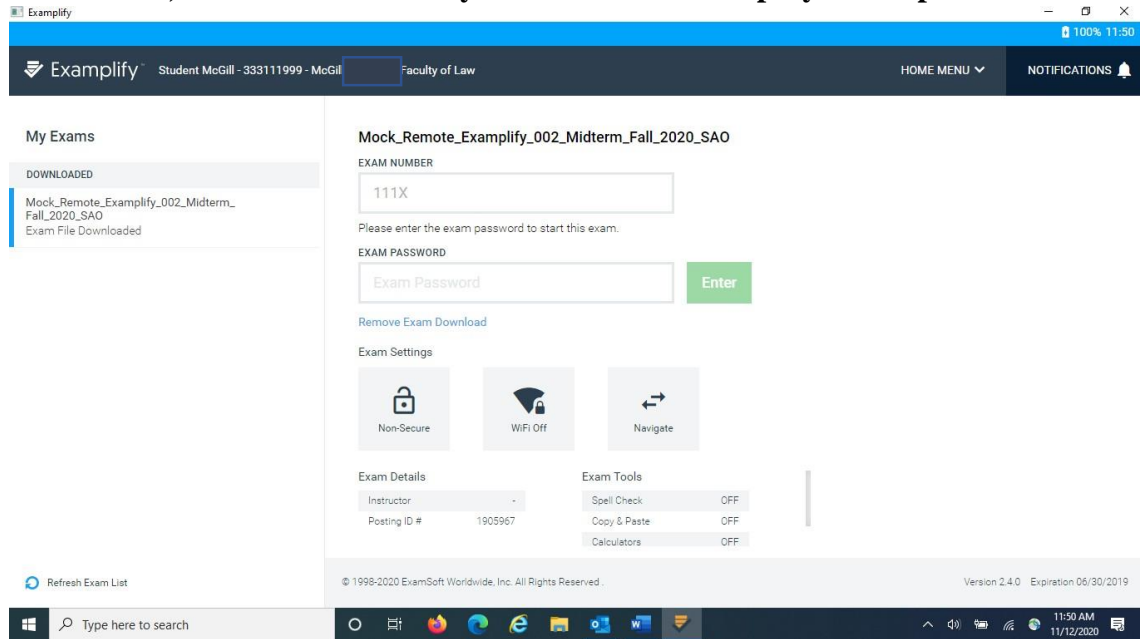 Examplify
100% 11:50
Examplify Student McGill - 333111999 - McGil Faculty of Law HOME MENU NOTIFICATIONS
My Exams
DOWNLOADED
Mock_Remote_Examplify_002_Midterm_
Fall_2020_SAO
Exam File Downloaded
Mock_Remote_Examplify_002_Midterm_Fall_2020_SAO
EXAM NUMBER
111X
Please enter the exam password to start this exam.
EXAM PASSWORD
Exam Password Enter
Remove Exam Download
Exam Settings
Non-Secure WiFi Off Navigate
Exam Details Exam Tools
Instructor - Spell Check OFF
Posting ID # 1905967 Copy & Paste OFF
Calculators OFF
Refresh Exam List
© 1998-2020 ExamSoft Worldwide, Inc. All Rights Reserved .
Version 2.4.0 Expiration 06/30/2019
Type here to search
11:50 AM
11/12/2020